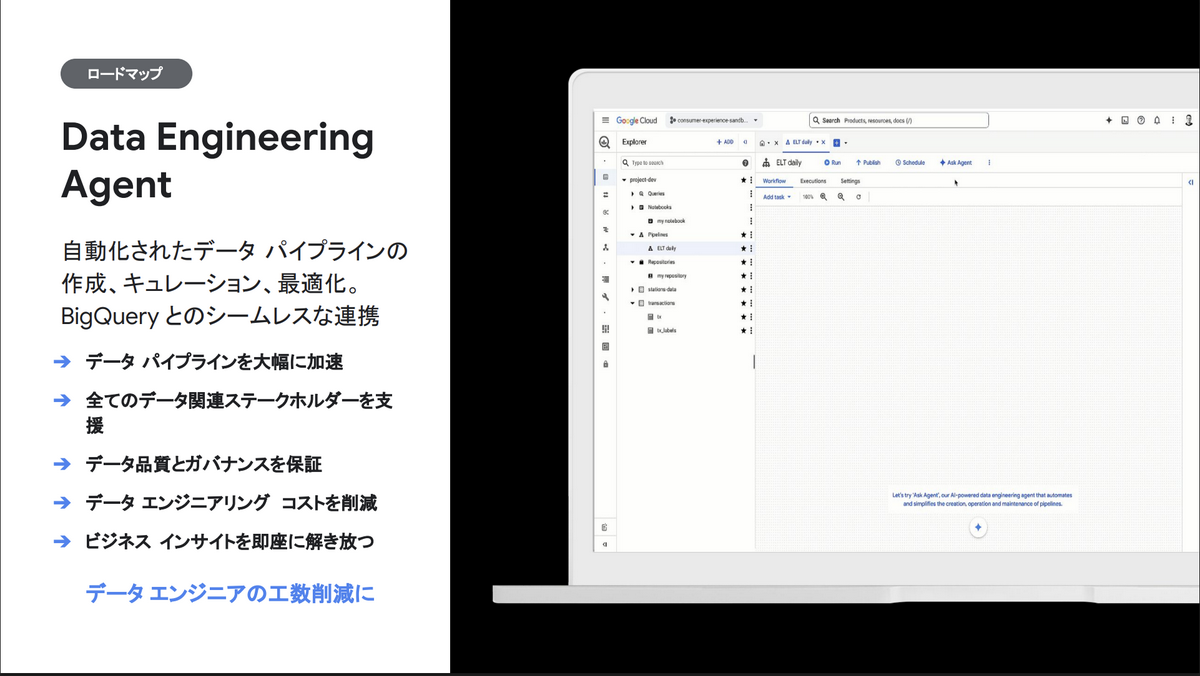 ロードマップ
Data Engineering
Agent
自動化されたデータ パイプラインの
作成、キュレーション、最適化。
BigQuery とのシームレスな連携
データ パイプラインを大幅に加速
全てのデータ関連ステークホルダーを支
援
データ品質とガバナンスを保証
データ エンジニアリング コストを削減
ビジネス インサイトを即座に解き放つ
データ エンジニアの工数削減に
Google Cloud
consumer-experience-sandb...
Search Products, resources, docs (/)
Explorer
+ ADD
ELT daily
Type to search
ELT daily
Run
Publish
Schedule
Ask Agent
project-dev
Workflow
Executions
Settings
Queries
Add task
100%
Notebooks
my notebook
Pipelines
ELT daily
Repositories
my repository
stations-data
transactions
tx
tx_labels
Let's try 'Ask Agent', our AI-powered data engineering agent that automates
and simplifies the creation, operation and maintenance of pipelines.